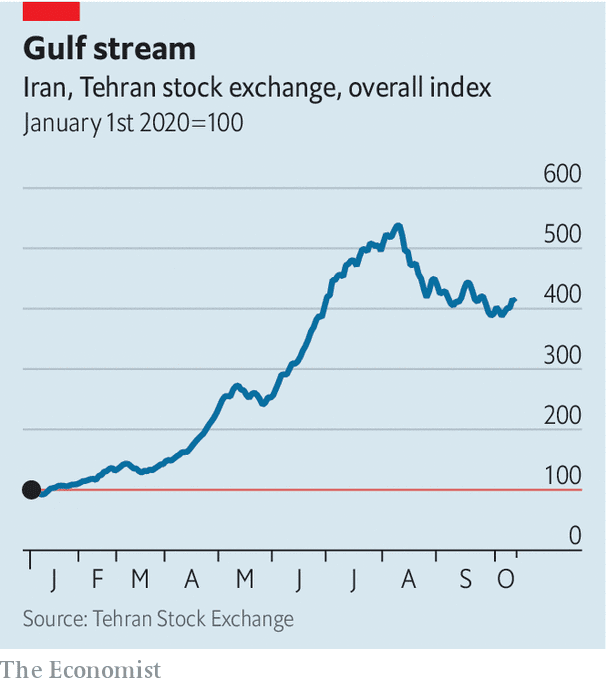 Gulf stream
Iran, Tehran stock exchange, overall index
January 1st 2020=100
600
500
400
300
200
100
0
J F M A M J J A S O
Source: Tehran Stock Exchange
The Economist